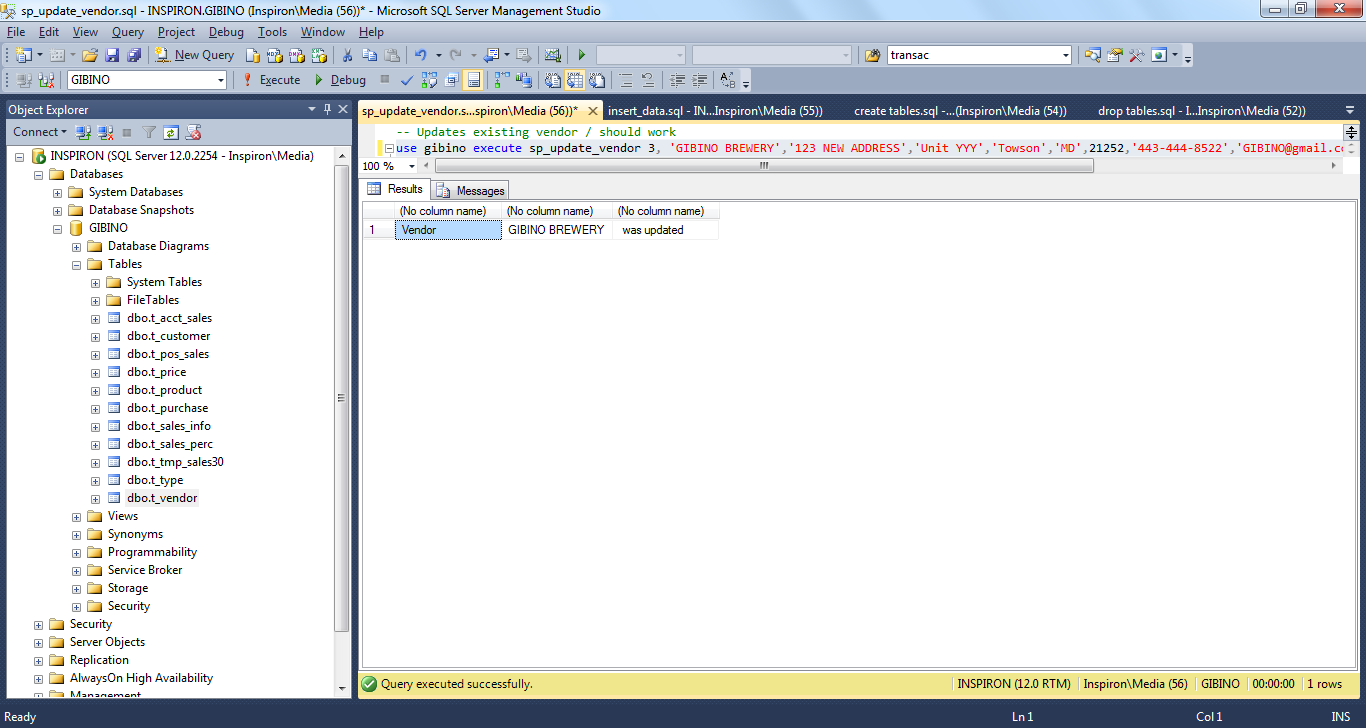 sp_update_vendor.sql - INSPIRON.GIBINO (Inspiron\Media (56))* - Microsoft SQL Server Management Studio
File Edit View Query Project Debug Tools Window Help
New Query transac
GIBINO Execute Debug
Object Explorer
Connect
INSPIRON (SQL Server 12.0.2254 - Inspiron\Media)
Databases
System Databases
Database Snapshots
GIBINO
Database Diagrams
Tables
System Tables
FileTables
dbo.t_acct_sales
dbo.t_customer
dbo.t_pos_sales
dbo.t_price
dbo.t_product
dbo.t_purchase
dbo.t_sales_info
dbo.t_sales_perc
dbo.t_tmp_sales30
dbo.t_type
dbo.t_vendor
Views
Synonyms
Programmability
Service Broker
Storage
Security
Security
Server Objects
Replication
AlwaysOn High Availability
Management
sp_update_vendor.s...spiron\Media (56))* insert_data.sql - IN...Inspiron\Media (55)) create tables.sql -...(Inspiron\Media (54)) drop tables.sql - I...Inspiron\Media (52))
-- Updates existing vendor / should work
use gibino execute sp_update_vendor 3, 'GIBINO BREWERY','123 NEW ADDRESS','Unit YYY','Towson','MD',21252,'443-444-8522','GIBINO@gmail.co
100 %
Results Messages
(No column name) (No column name) (No column name)
1 Vendor GIBINO BREWERY was updated
Query executed successfully. INSPIRON (12.0 RTM) Inspiron\Media (56) GIBINO 00:00:00 1 rows
Ready Ln 1 Col 1 INS